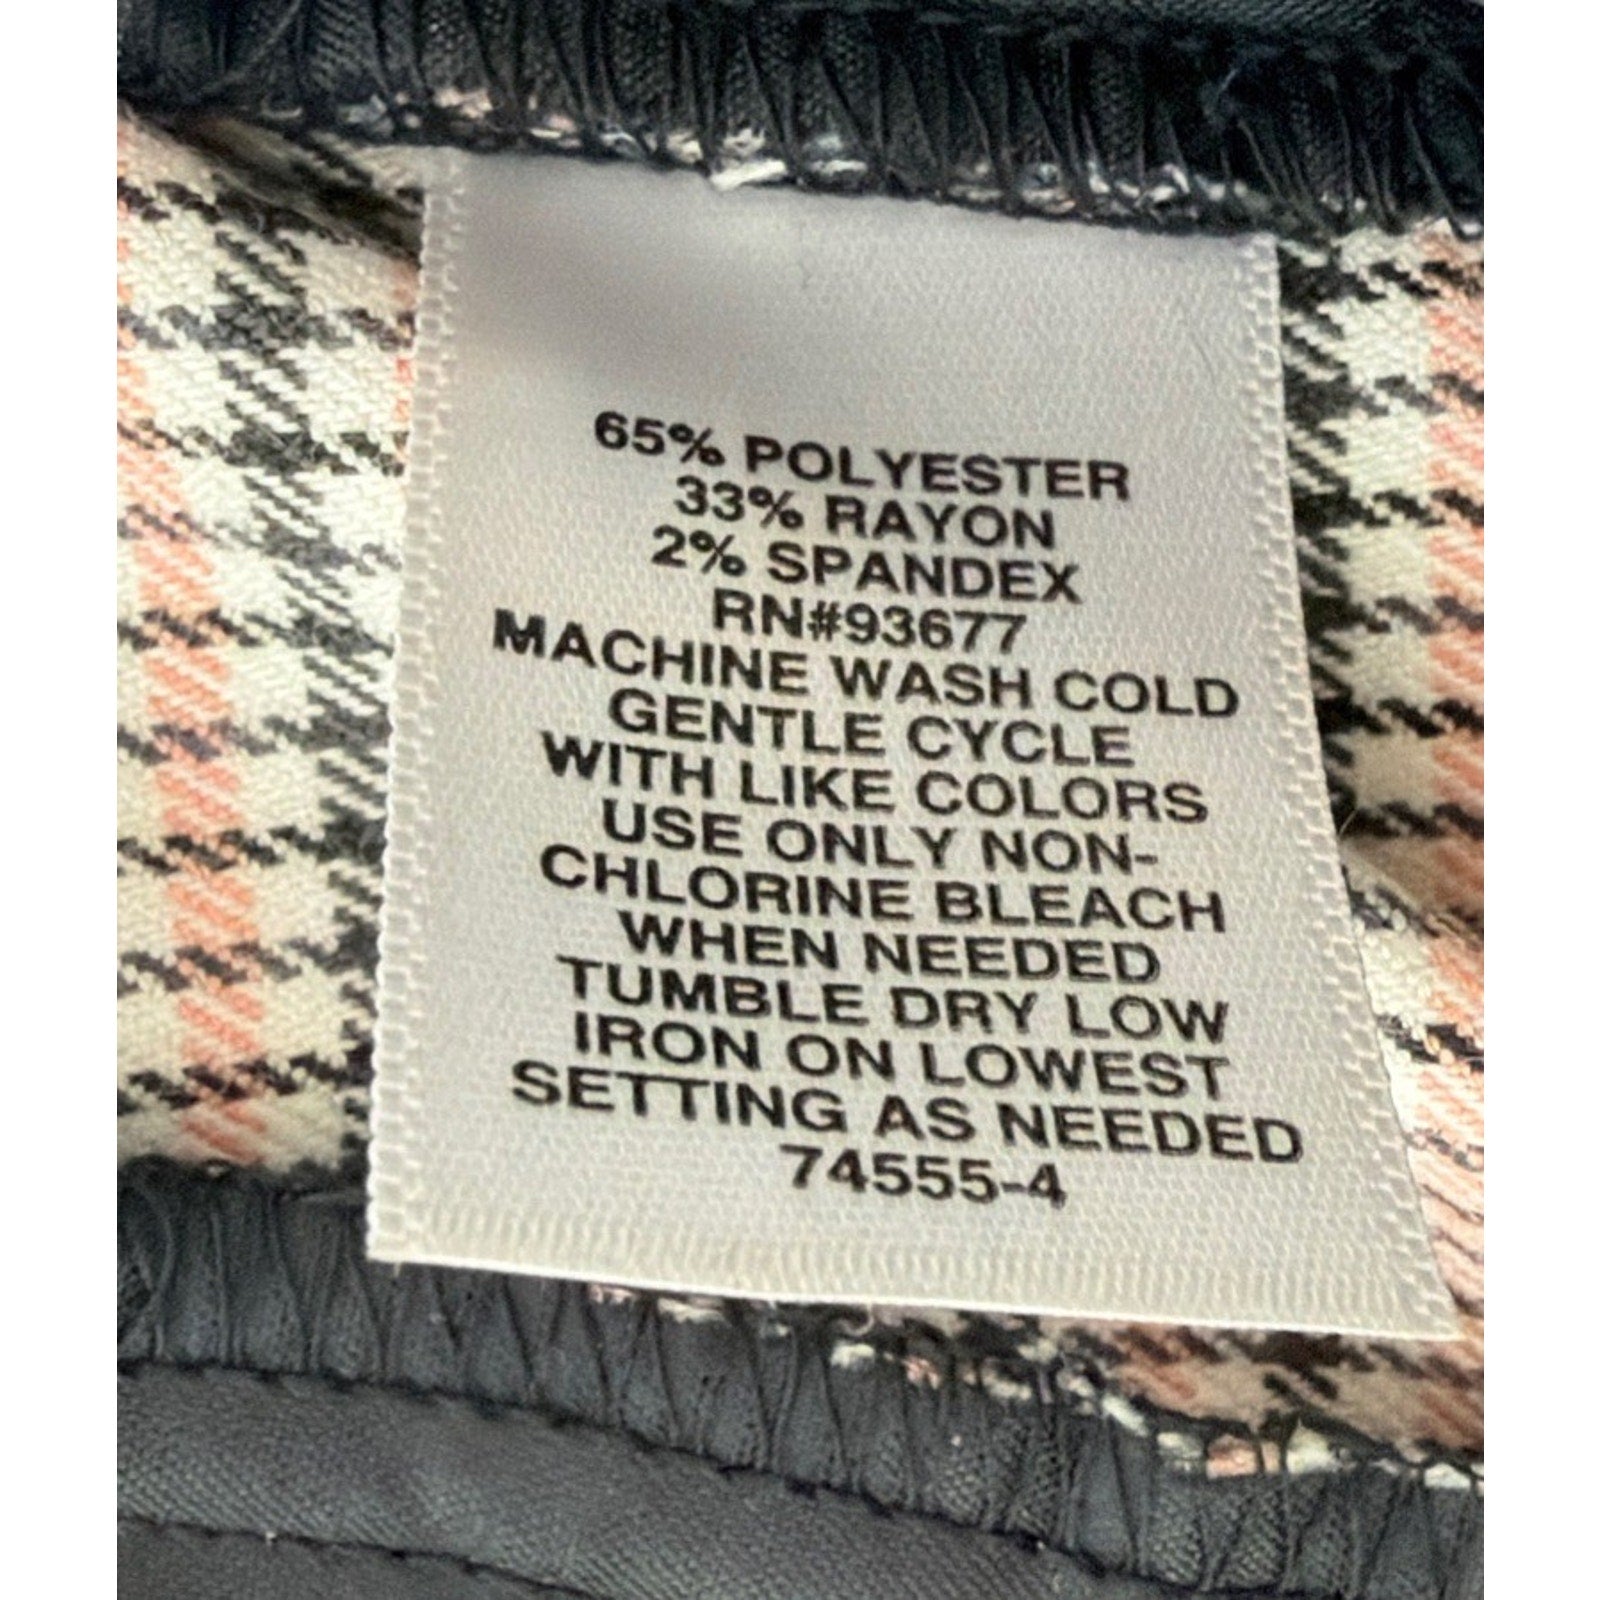 65% POLYESTER
33% RAYON
2% SPANDEX
RN#93677
MACHINE WASH COLD
GENTLE CYCLE
WITH LIKE COLORS
USE ONLY NON-
CHLORINE BLEACH
WHEN NEEDED
TUMBLE DRY LOW
IRON ON LOWEST
SETTING AS NEEDED
74555-4